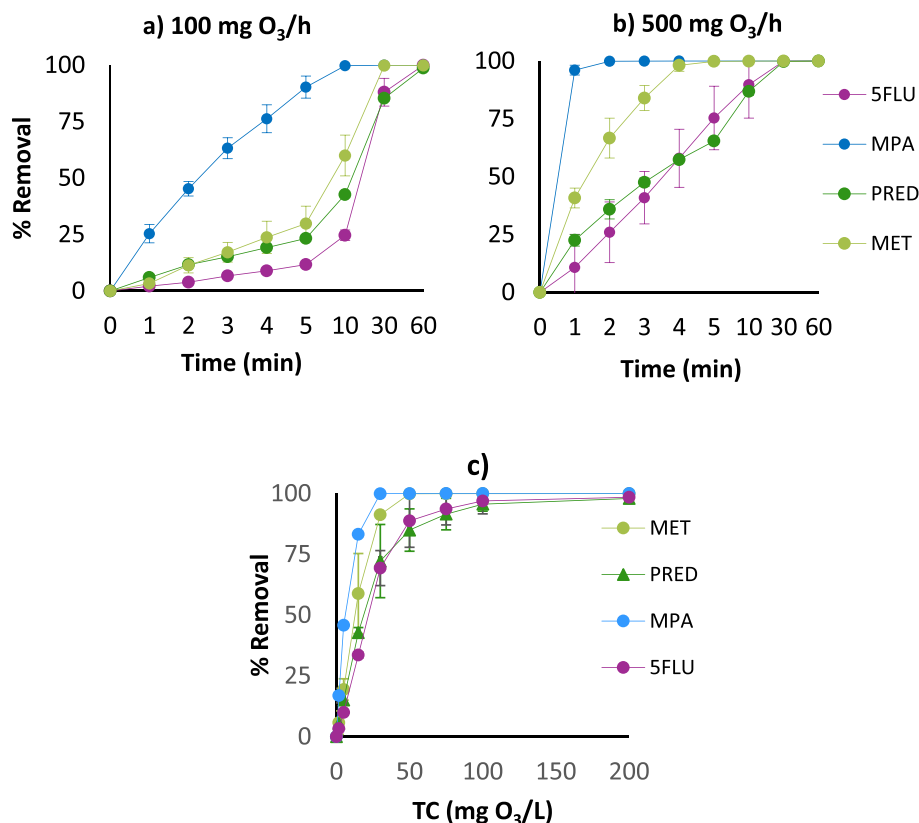 a) 100 mg O₃/h
b) 500 mg O₃/h
% Removal
100
75
50
25
0
0 1 2 3 4 5 10 30 60
Time (min)
100
75
50
25
0
0 1 2 3 4 5 10 30 60
Time (min)
5FLU
MPA
PRED
MET
c)
% Removal
100
75
50
25
0
0 50 100 150 200
TC (mg O₃/L)
MET
PRED
MPA
5FLU